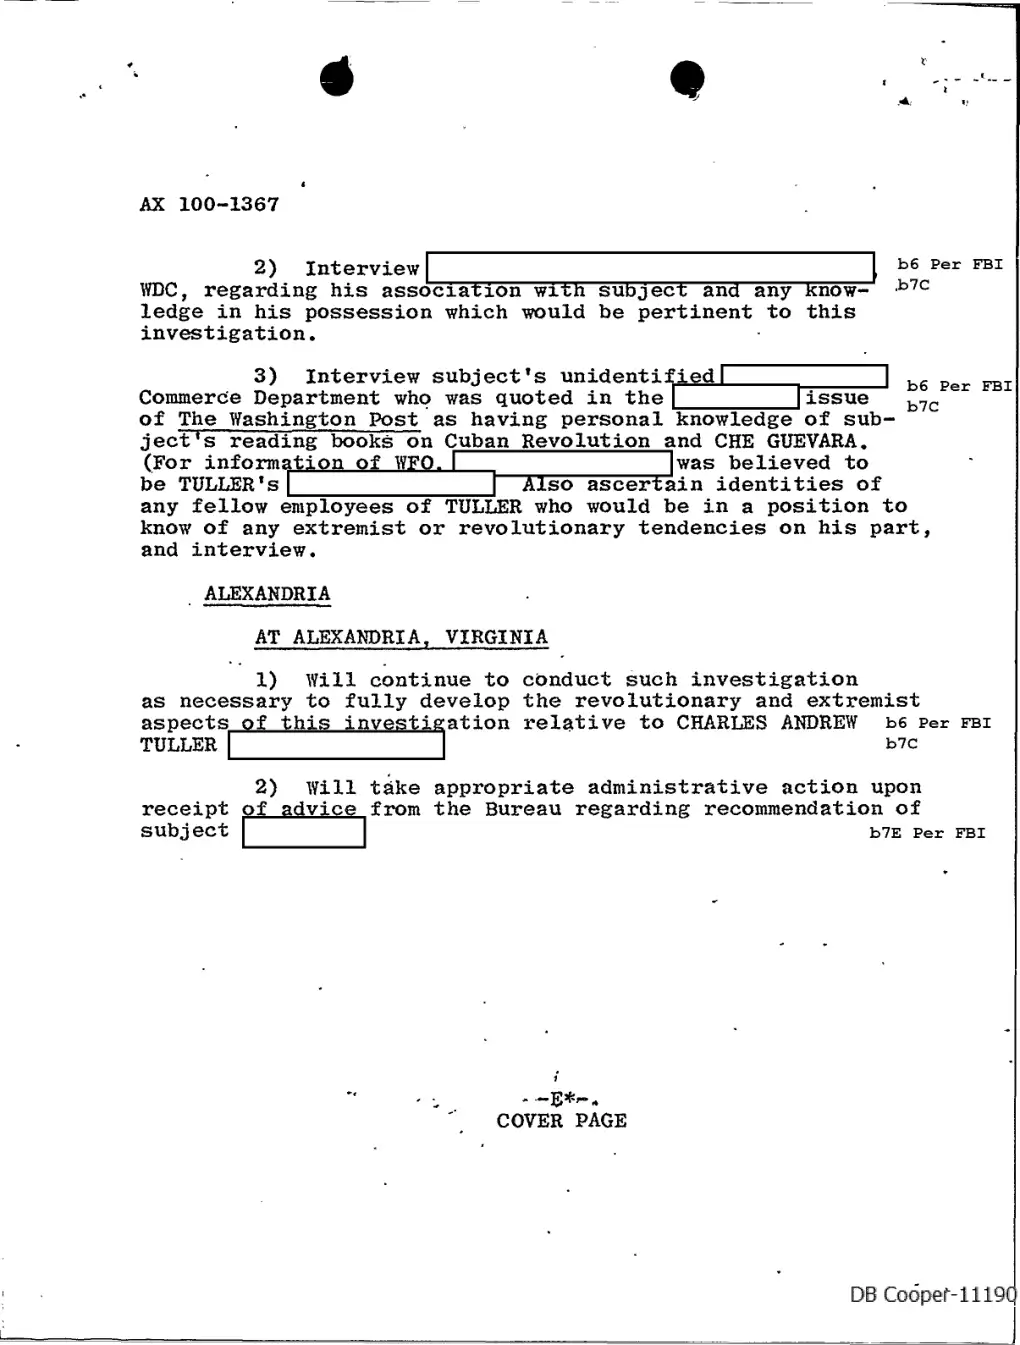 AX 100-1367
2) Interview
b6 Per FBI
WDC, regarding his association with subject and any know-
b7C
ledge in his possession which would be pertinent to this
investigation.
3) Interview subject's unidentified
b6 Per FBI
Commerce Department who was quoted in the issue
b7C
of The Washington Post as having personal knowledge of sub-
ject's reading books on Cuban Revolution and CHE GUEVARA.
(For information of WFO, was believed to
be TULLER's Also ascertain identities of
any fellow employees of TULLER who would be in a position to
know of any extremist or revolutionary tendencies on his part,
and interview.
ALEXANDRIA
AT ALEXANDRIA, VIRGINIA
1) Will continue to conduct such investigation
as necessary to fully develop the revolutionary and extremist
aspects of this investigation relative to CHARLES ANDREW
b6 Per FBI
TULLER
b7C
2) Will take appropriate administrative action upon
receipt of advice from the Bureau regarding recommendation of
subject
b7E Per FBI
-E*-
COVER PAGE
DB Cooper-11190